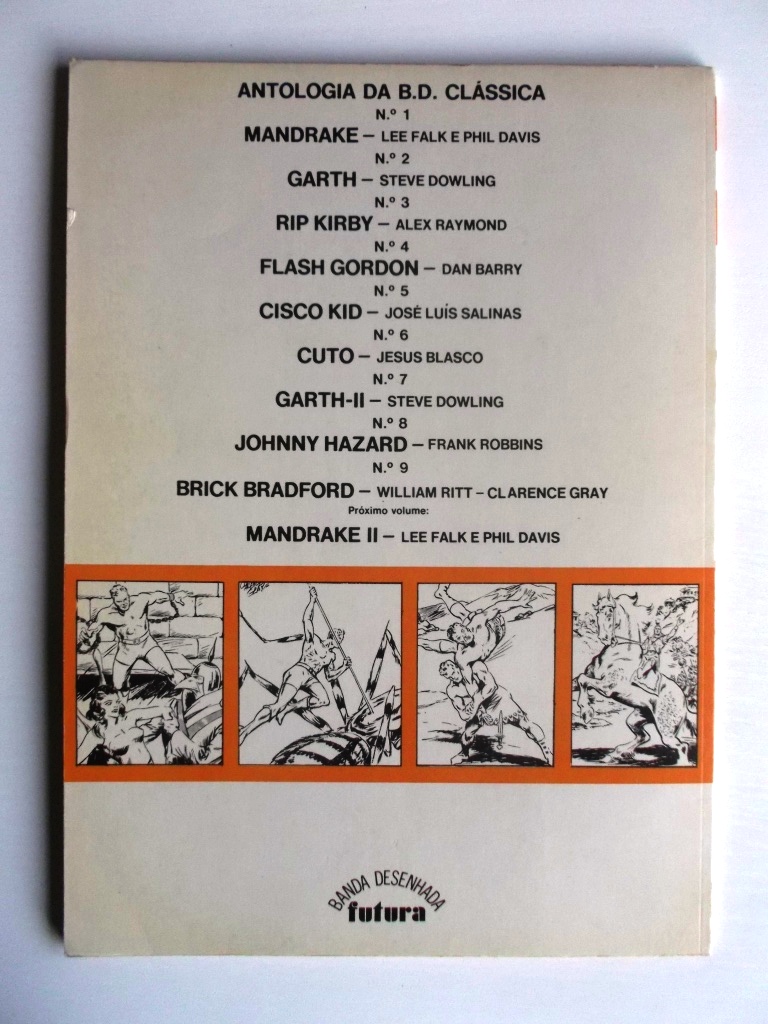 ANTOLOGIA DA B.D. CLÁSSICA
N.º 1
MANDRAKE – LEE FALK E PHIL DAVIS
N.º 2
GARTH – STEVE DOWLING
N.º 3
RIP KIRBY – ALEX RAYMOND
N.º 4
FLASH GORDON – DAN BARRY
N.º 5
CISCO KID – JOSÉ LUÍS SALINAS
N.º 6
CUTO – JESUS BLASCO
N.º 7
GARTH-II – STEVE DOWLING
N.º 8
JOHNNY HAZARD – FRANK ROBBINS
N.º 9
BRICK BRADFORD – WILLIAM RITT – CLARENCE GRAY
Próximo volume:
MANDRAKE II – LEE FALK E PHIL DAVIS
BANDA DESENHADA
futura